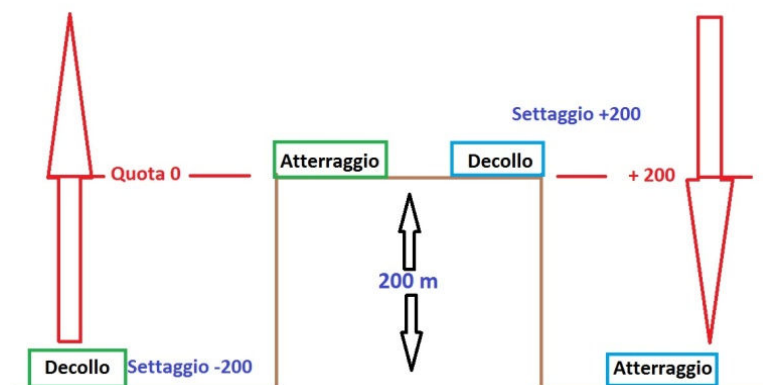 Settaggio +200
Atterraggio
Decollo
Quota 0
+ 200
200 m
Decollo
Settaggio -200
Atterraggio